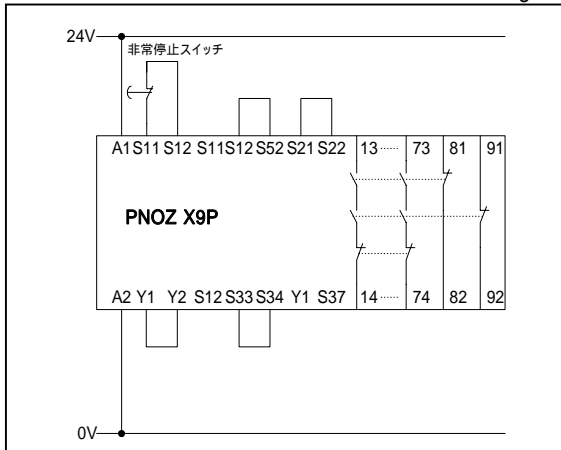 g
24V
非常停止スイッチ
A1 S11 S12 S11 S12 S52 S21 S22 13 73 81 91
PNOZ X9P
A2 Y1 Y2 S12 S33 S34 Y1 S37 14 74 82 92
0V